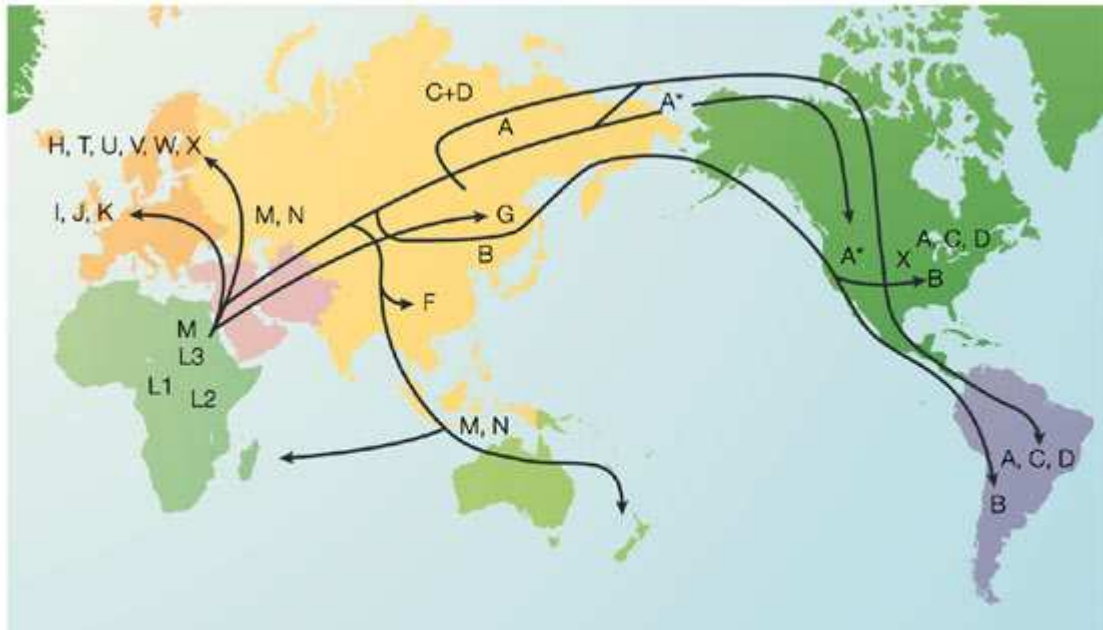 C+D
A
A*
H, T, U, V, W, X
I, J, K
M, N
G
B
F
A*
X
A, C, D
B
M
L3
L1
L2
M, N
A, C, D
B